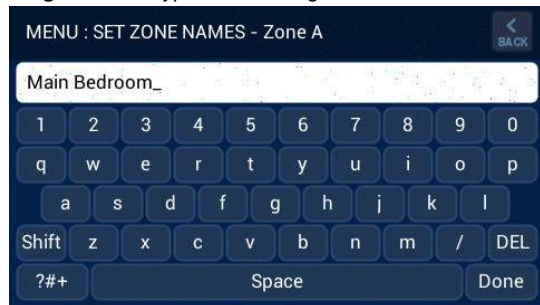 MENU : SET ZONE NAMES - Zone A
< BACK
Main Bedroom_
1 2 3 4 5 6 7 8 9 0
q w e r t y u i o p
a s d f g h j k l
Shift z x c v b n m / DEL
?#+ Space Done